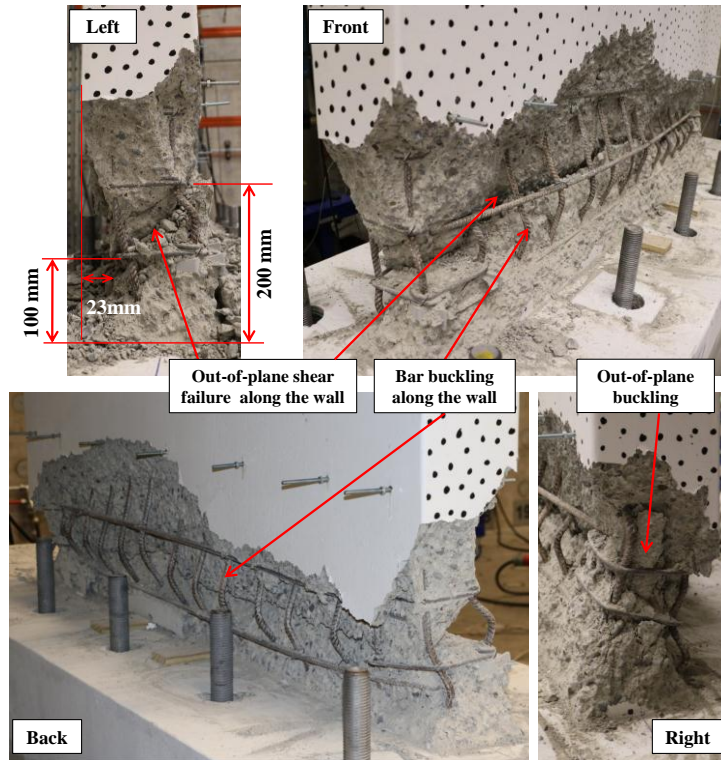 Left
Front
200 mm
100 mm
23mm
Out-of-plane shear
failure along the wall
Bar buckling
along the wall
Out-of-plane
buckling
Back
Right